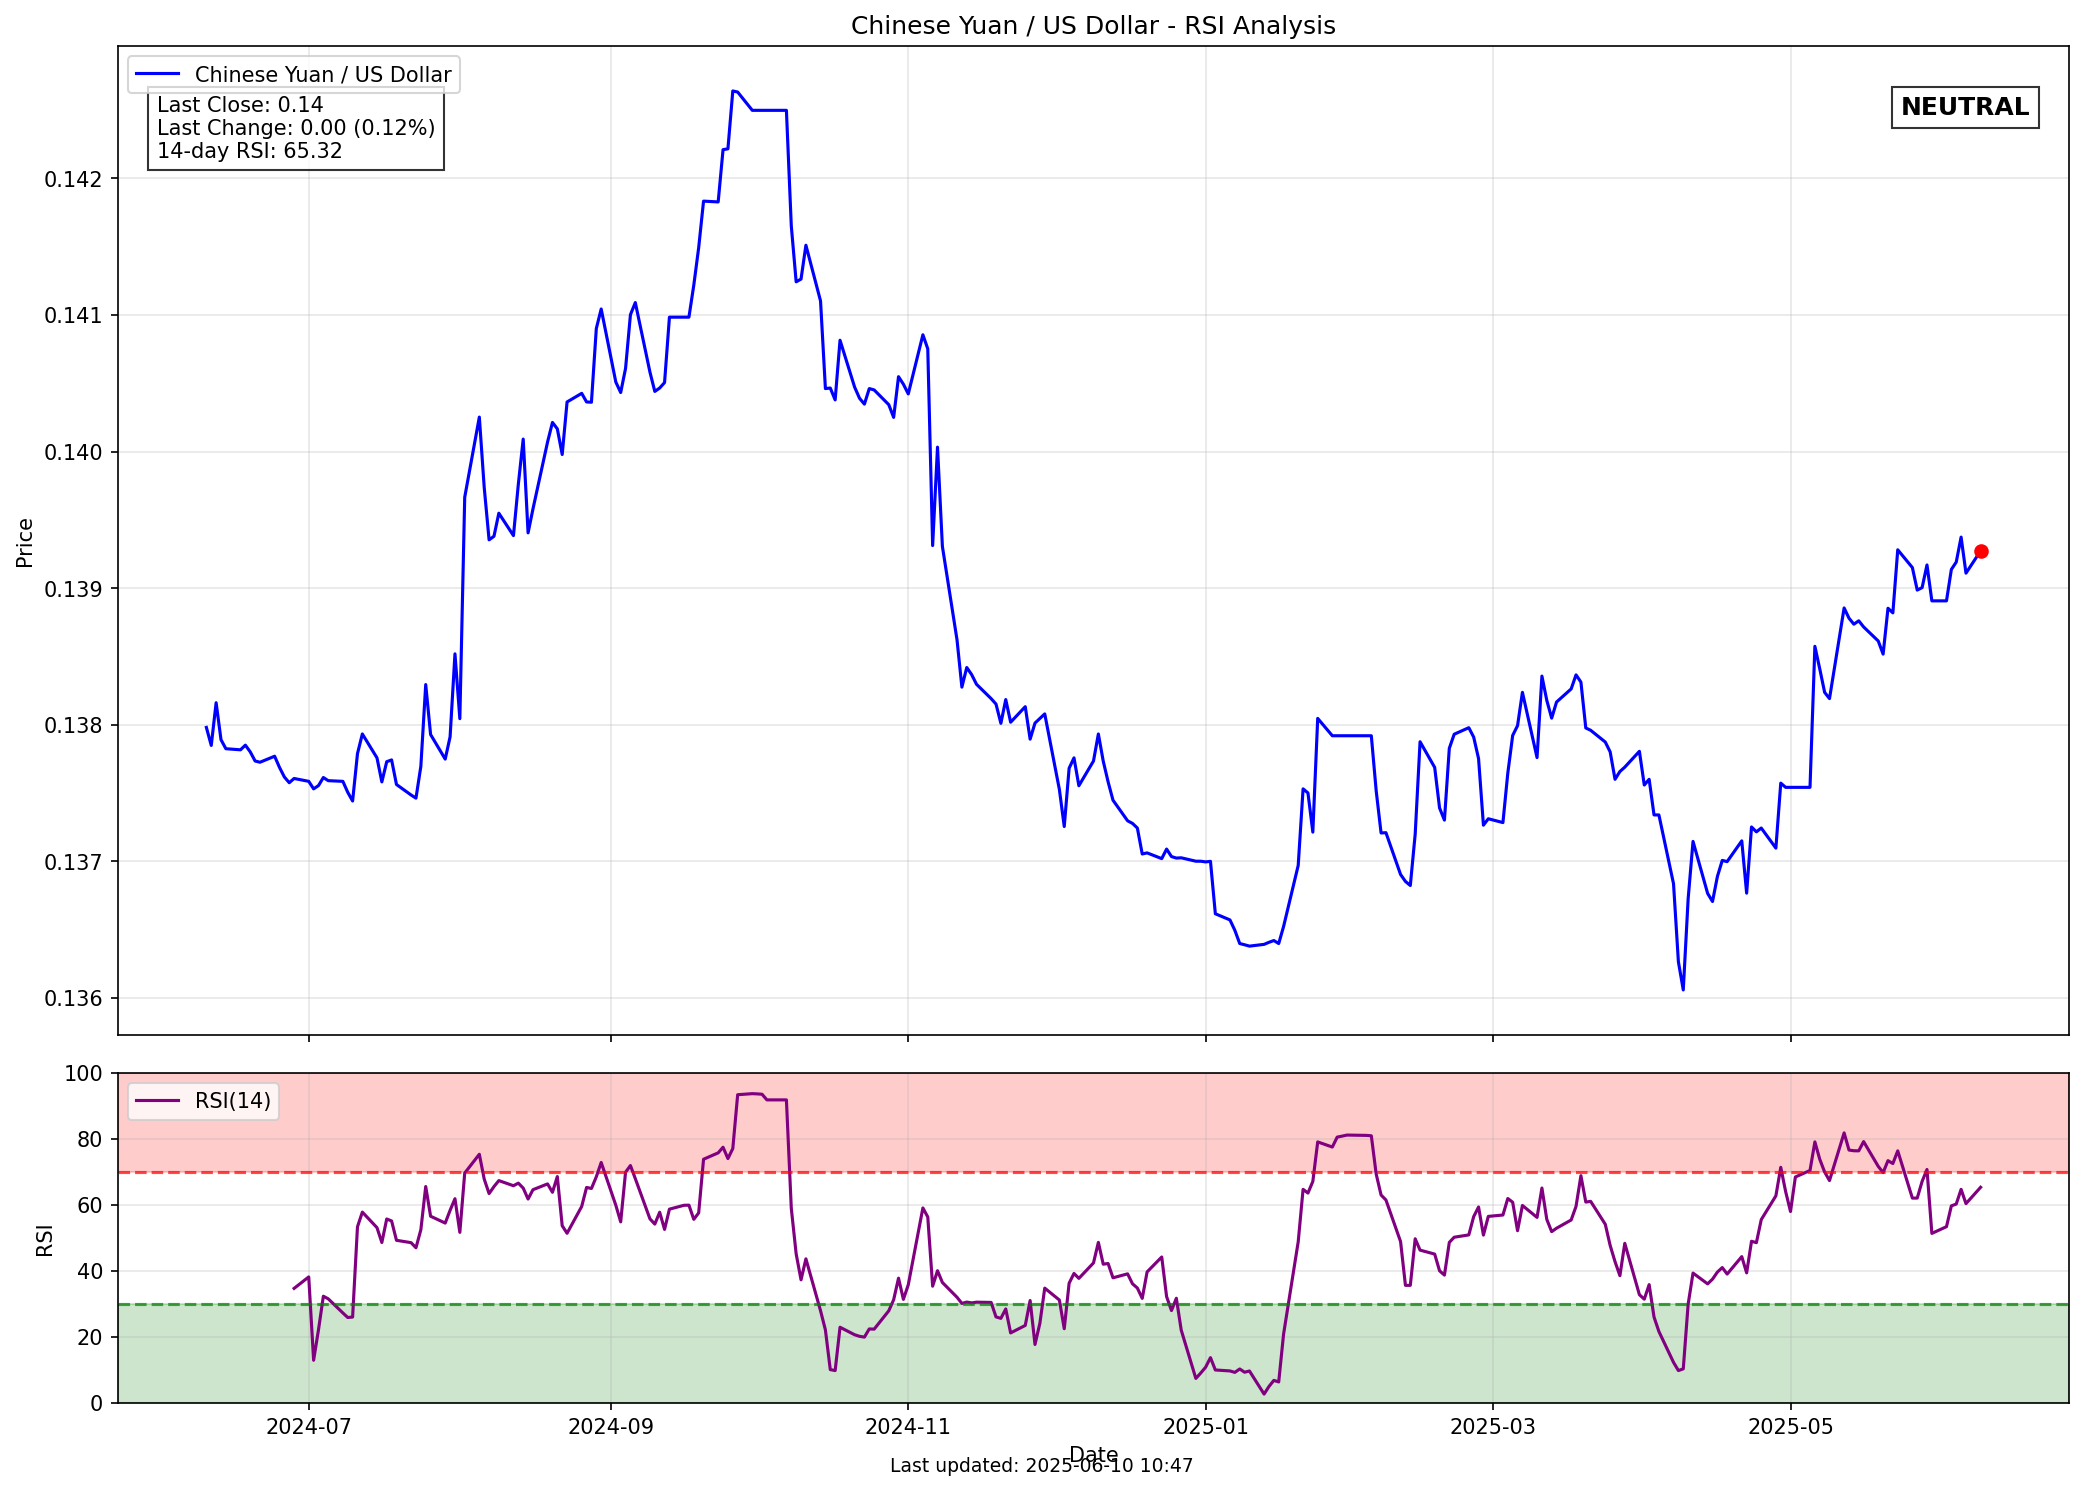 Chinese Yuan / US Dollar - RSI Analysis
Chinese Yuan / US Dollar
Last Close: 0.14
Last Change: 0.00 (0.12%)
14-day RSI: 65.32
NEUTRAL
Price
0.142
0.141
0.140
0.139
0.138
0.137
0.136
RSI(14)
RSI
100
80
60
40
20
0
2024-07
2024-09
2024-11
2025-01
2025-03
2025-05
Date
Last updated: 2025-06-10 10:47